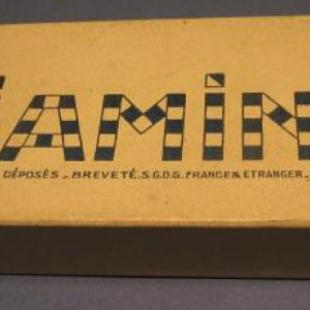 AMIN
DÉPOSÉS - BREVETÉ.S.G.D.G. FRANCE & ETRANGER.